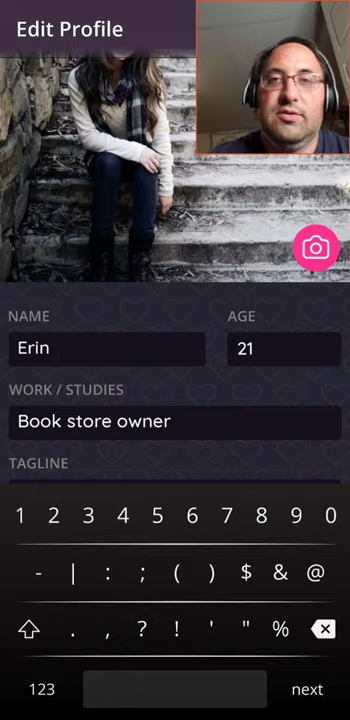 Edit Profile
NAME
AGE
Erin
21
WORK / STUDIES
Book store owner
TAGLINE
1 2 3 4 5 6 7 8 9 0
- | : ; ( ) $ & @
. , ? ! ' " %
123
next